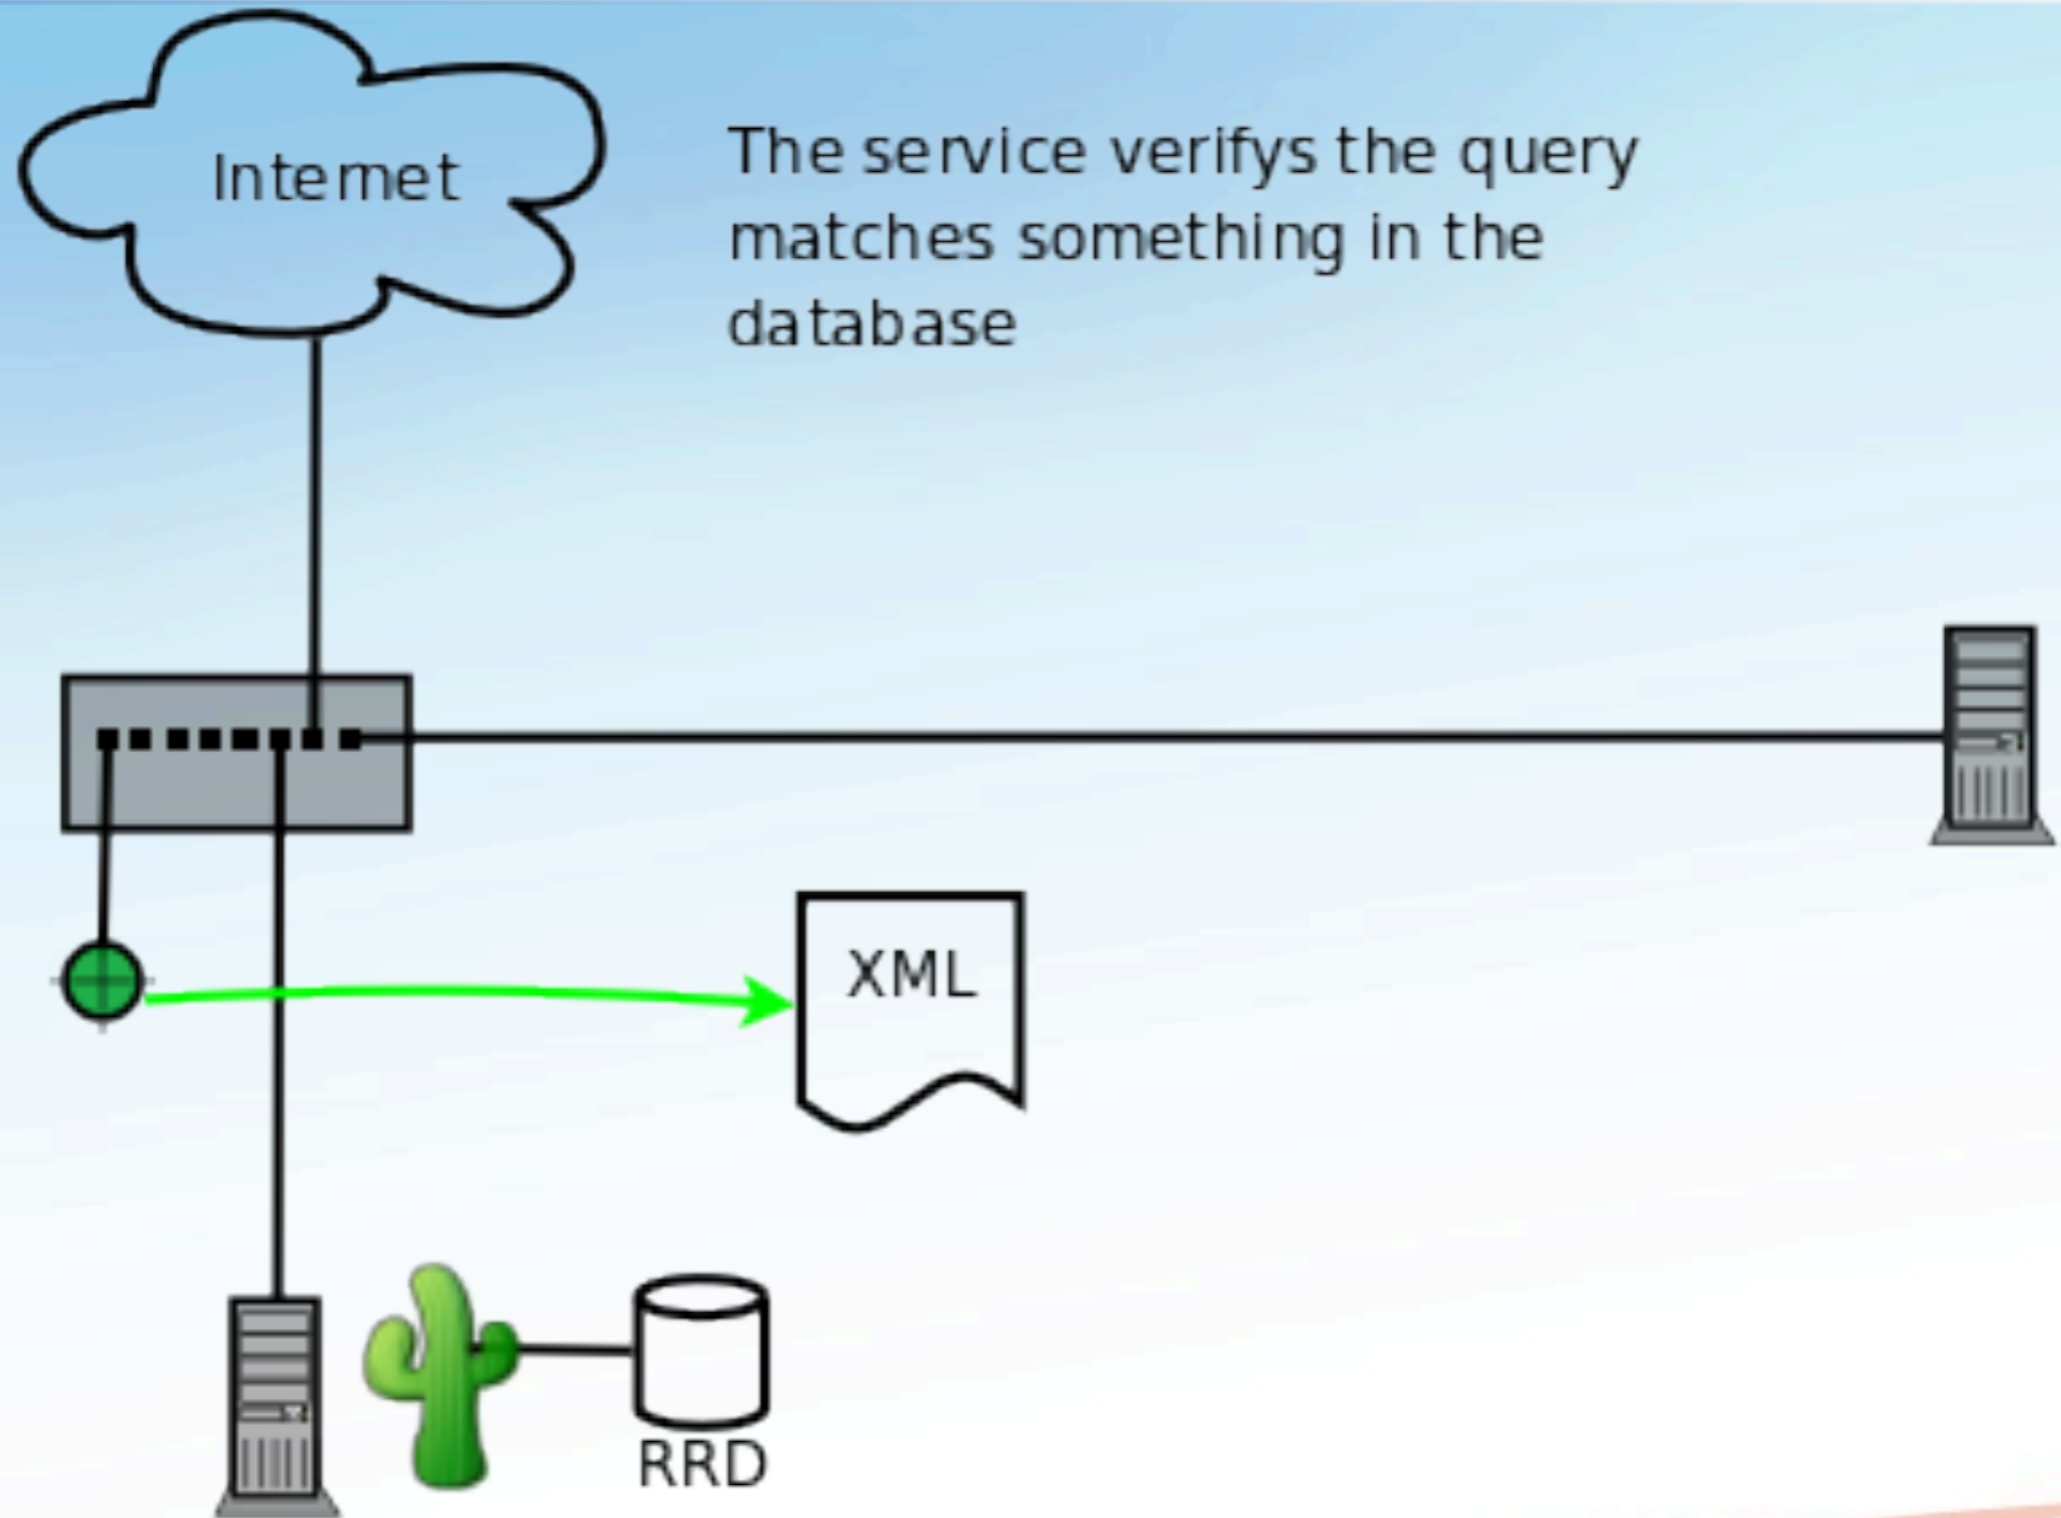 Internet
The service verifys the query
matches something in the
database
XML
RRD